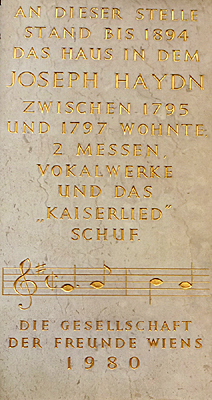 AN DIESER STELLE
STAND BIS 1894
DAS HAUS IN DEM
JOSEPH HAYDN
ZWISCHEN 1795
UND 1797 WOHNTE.
2 MESSEN,
VOKALWERKE
UND DAS
„KAISERLIED“
SCHUF.
DIE GESELLSCHAFT
DER FREUNDE WIENS
1980